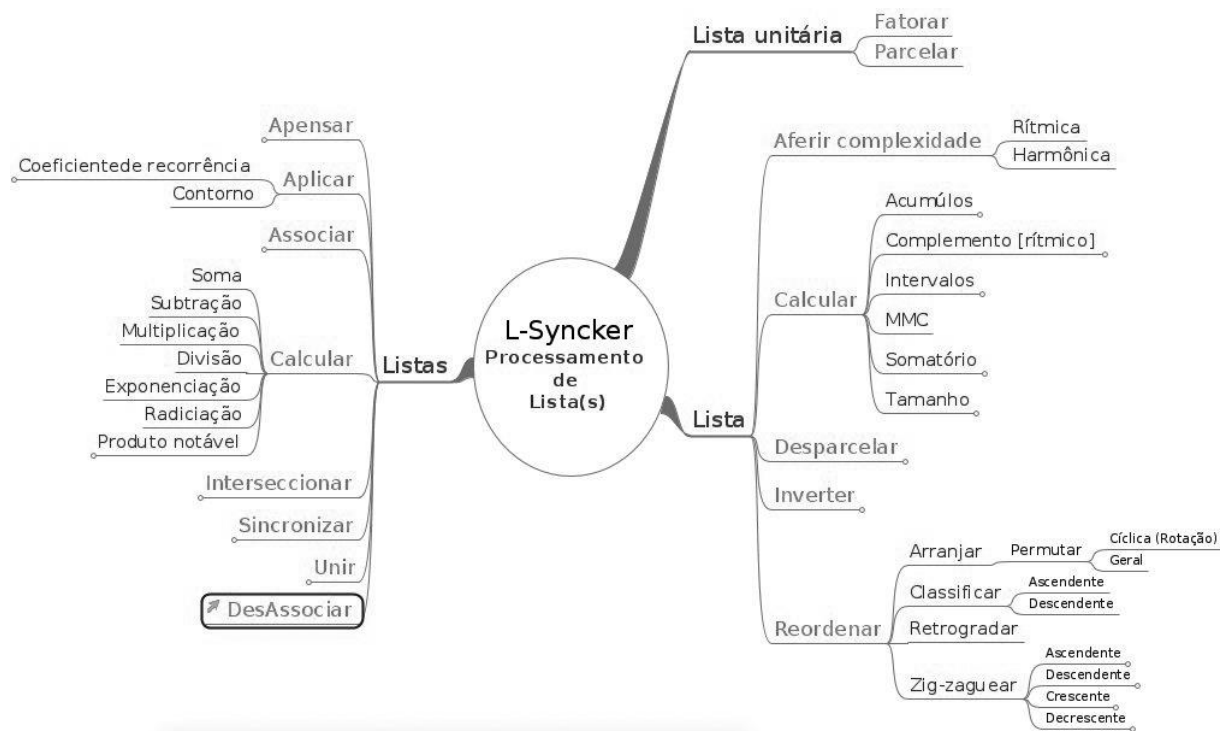 L-Syncker
Processamento
de
Lista(s)
Lista unitária
Fatorar
Parcelar
Lista
Aferir complexidade
Rítmica
Harmônica
Calcular
Acumúlos
Complemento [rítmico]
Intervalos
MMC
Somatório
Tamanho
Desparcelar
Inverter
Reordenar
Arranjar
Permutar
Cíclica (Rotação)
Geral
Classificar
Ascendente
Descendente
Retrogradar
Zig-zaguear
Ascendente
Descendente
Crescente
Decrescente
Listas
Apensar
Aplicar
Coeficientede recorrência
Contorno
Associar
Calcular
Soma
Subtração
Multiplicação
Divisão
Exponenciação
Radiciação
Produto notável
Interseccionar
Sincronizar
Unir
DesAssociar